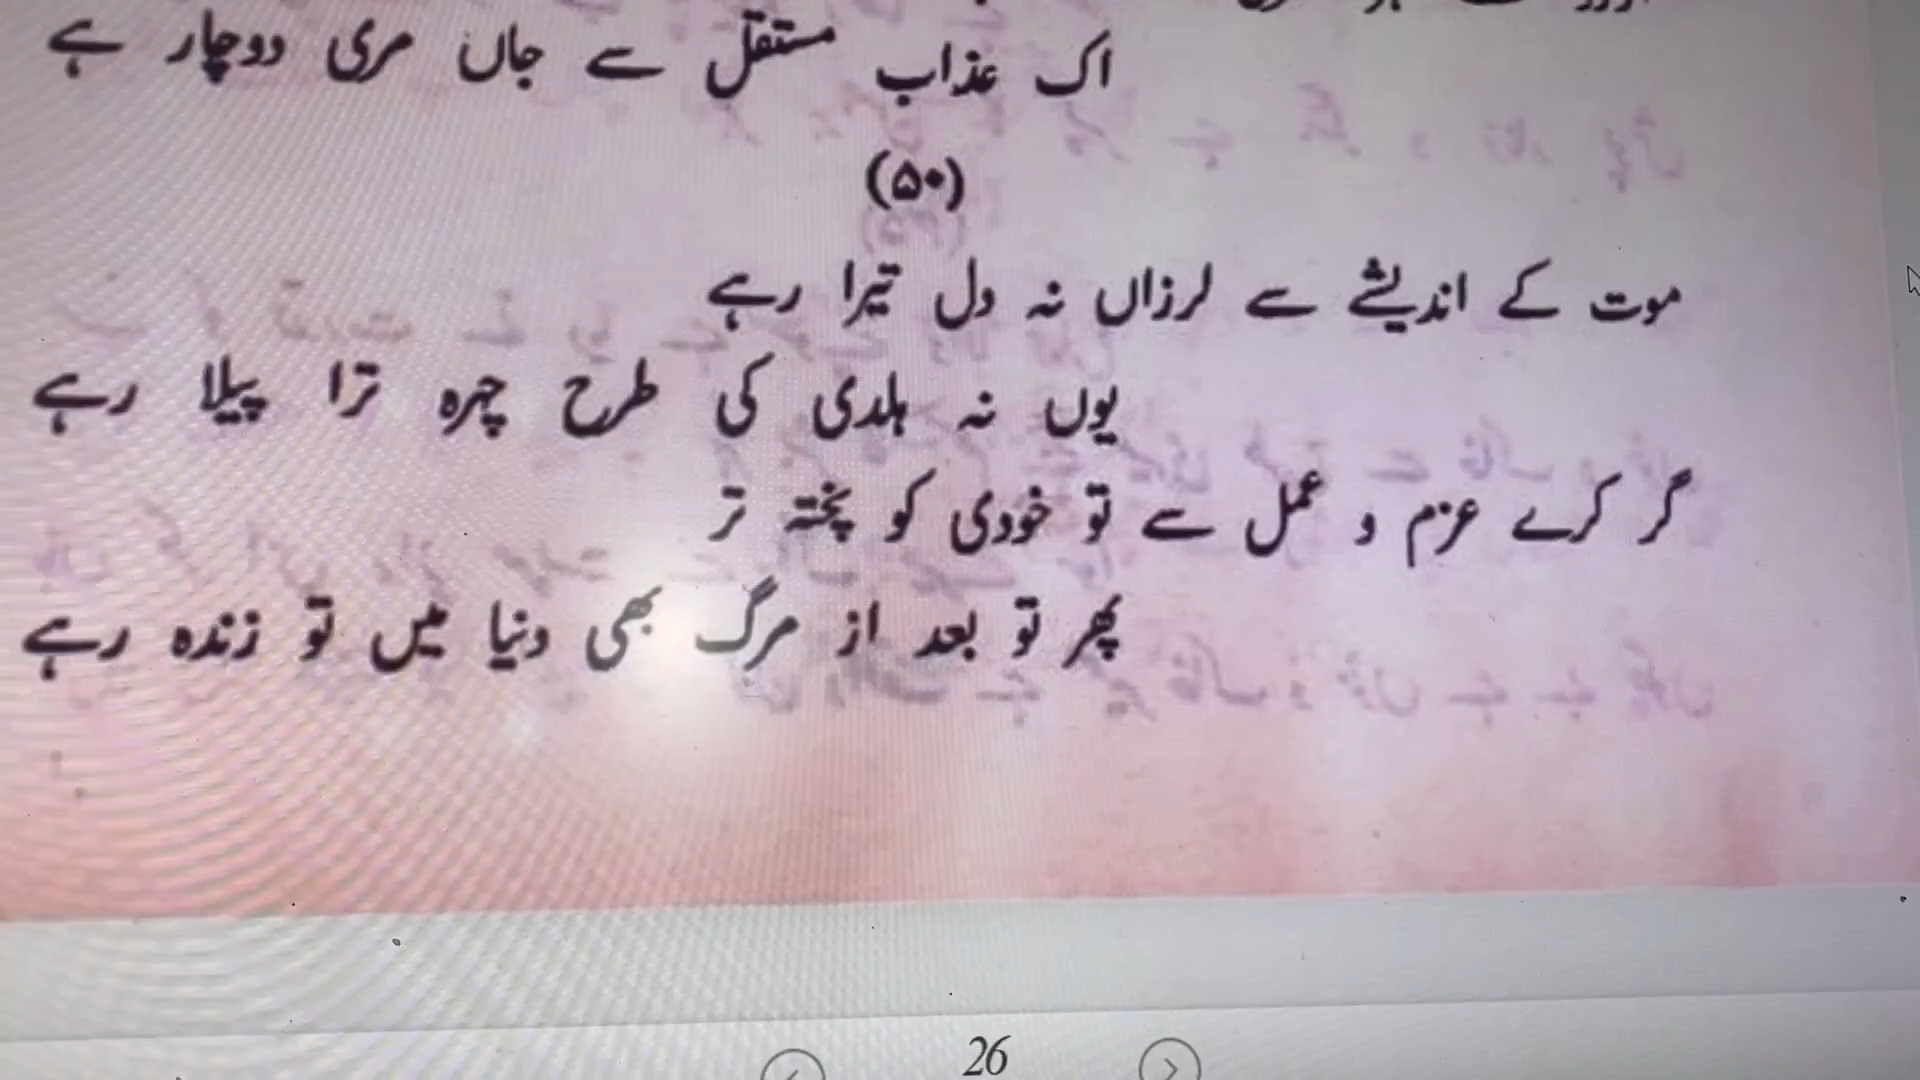 اک عذاب مستقل سے جاں مری دوچار ہے
(۵۰)
موت کے اندیشے سے لرزاں نہ دل تیرا رہے
یوں نہ ہلدی کی طرح چہرہ ترا پیلا رہے
گر کرے عزم و عمل سے تو خودی کو پختہ تر
پھر تو بعد از مرگ بھی دنیا میں تو زندہ رہے
26